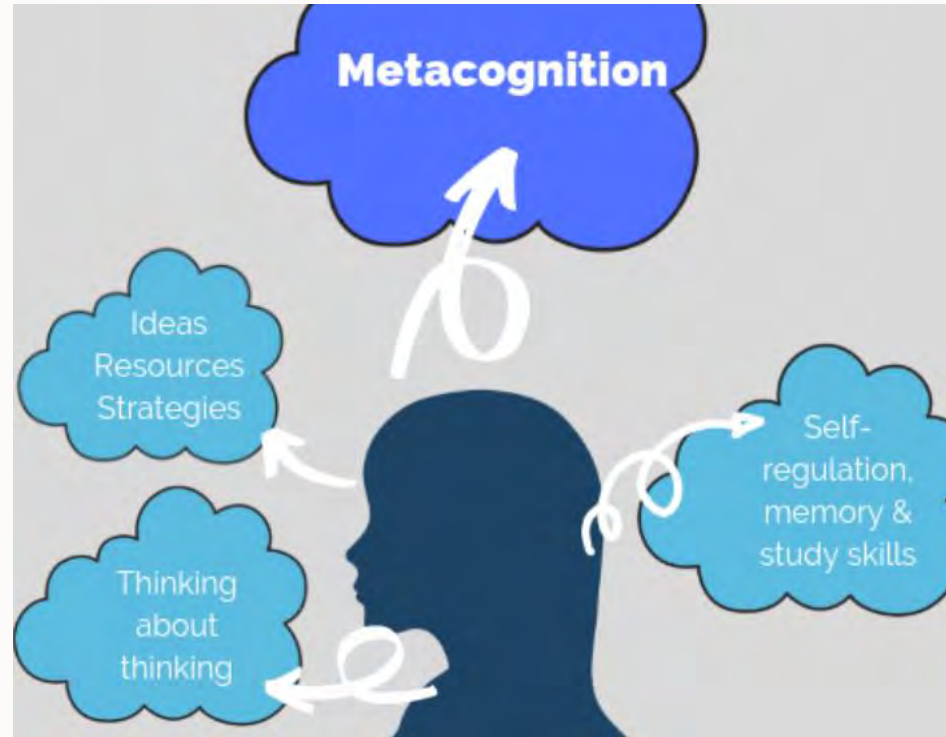 Metacognition
Ideas
Resources
Strategies
Self-
regulation,
memory &
study skills
Thinking
about
thinking